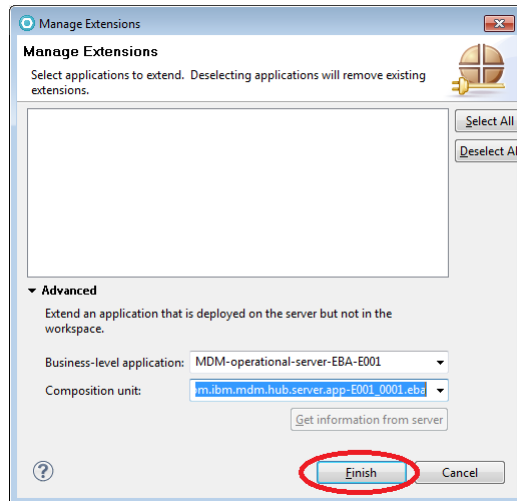 Manage Extensions
Manage Extensions
Select applications to extend. Deselecting applications will remove existing
extensions.
Select All
Deselect Al
Advanced
Extend an application that is deployed on the server but not in the
workspace.
Business-level application: MDM-operational-server-EBA-E001
Composition unit: m.ibm.mdm.hub.server.app-E001_0001.eba
Get information from server
? Finish Cancel